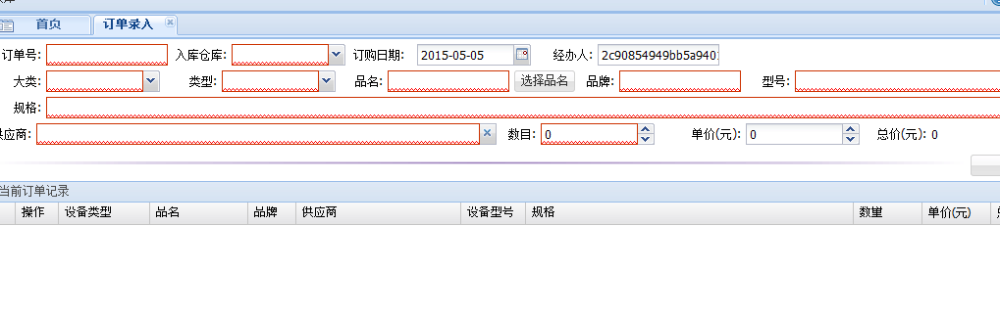 首页 订单录入
订单号: 入库仓库: 订购日期: 2015-05-05 经办人: 2c90854949bb5a940
大类: 类型: 品名: 选择品名 品牌: 型号:
规格:
供应商: 数目: 0 单价(元): 0 总价(元): 0
当前订单记录
操作 设备类型 品名 品牌 供应商 设备型号 规格 数量 单价(元)